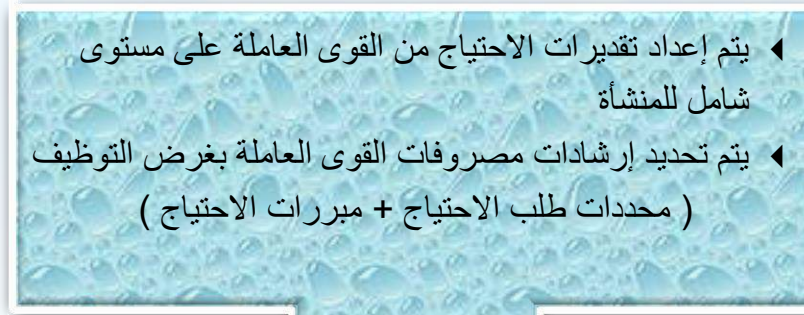 يتم إعداد تقديرات الاحتياج من القوى العاملة على مستوى
شامل للمنشأة
يتم تحديد إرشادات مصروفات القوى العاملة بغرض التوظيف
( محددات طلب الاحتياج + مبررات الاحتياج )